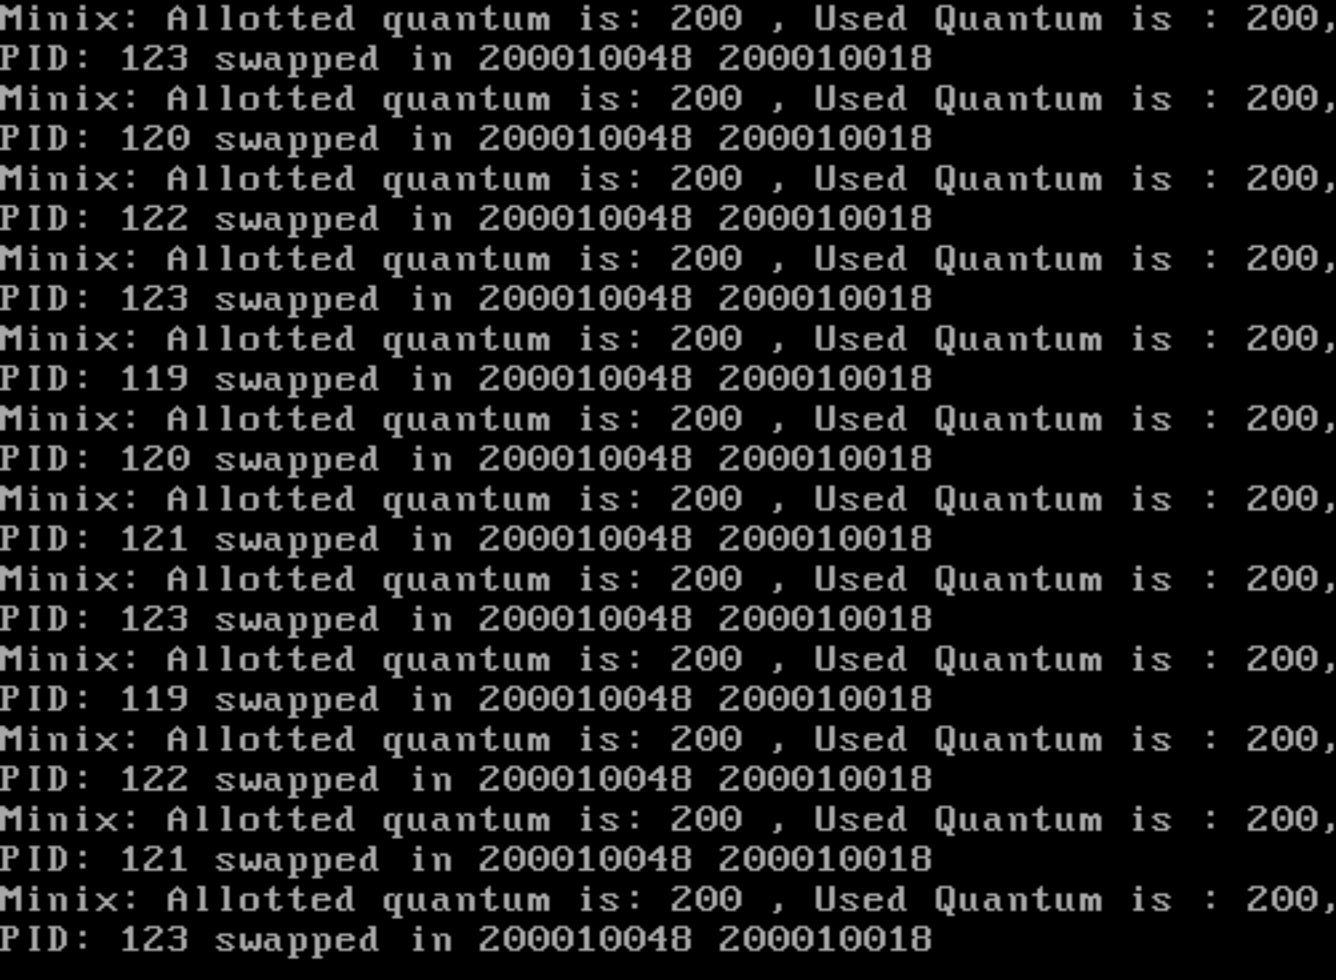 Minix: Allotted quantum is: 200 , Used Quantum is : 200,
PID: 123 swapped in 200010048 200010018
Minix: Allotted quantum is: 200 , Used Quantum is : 200,
PID: 120 swapped in 200010048 200010018
Minix: Allotted quantum is: 200 , Used Quantum is : 200,
PID: 122 swapped in 200010048 200010018
Minix: Allotted quantum is: 200 , Used Quantum is : 200,
PID: 123 swapped in 200010048 200010018
Minix: Allotted quantum is: 200 , Used Quantum is : 200,
PID: 119 swapped in 200010048 200010018
Minix: Allotted quantum is: 200 , Used Quantum is : 200,
PID: 120 swapped in 200010048 200010018
Minix: Allotted quantum is: 200 , Used Quantum is : 200,
PID: 121 swapped in 200010048 200010018
Minix: Allotted quantum is: 200 , Used Quantum is : 200,
PID: 123 swapped in 200010048 200010018
Minix: Allotted quantum is: 200 , Used Quantum is : 200,
PID: 119 swapped in 200010048 200010018
Minix: Allotted quantum is: 200 , Used Quantum is : 200,
PID: 122 swapped in 200010048 200010018
Minix: Allotted quantum is: 200 , Used Quantum is : 200,
PID: 121 swapped in 200010048 200010018
Minix: Allotted quantum is: 200 , Used Quantum is : 200,
PID: 123 swapped in 200010048 200010018